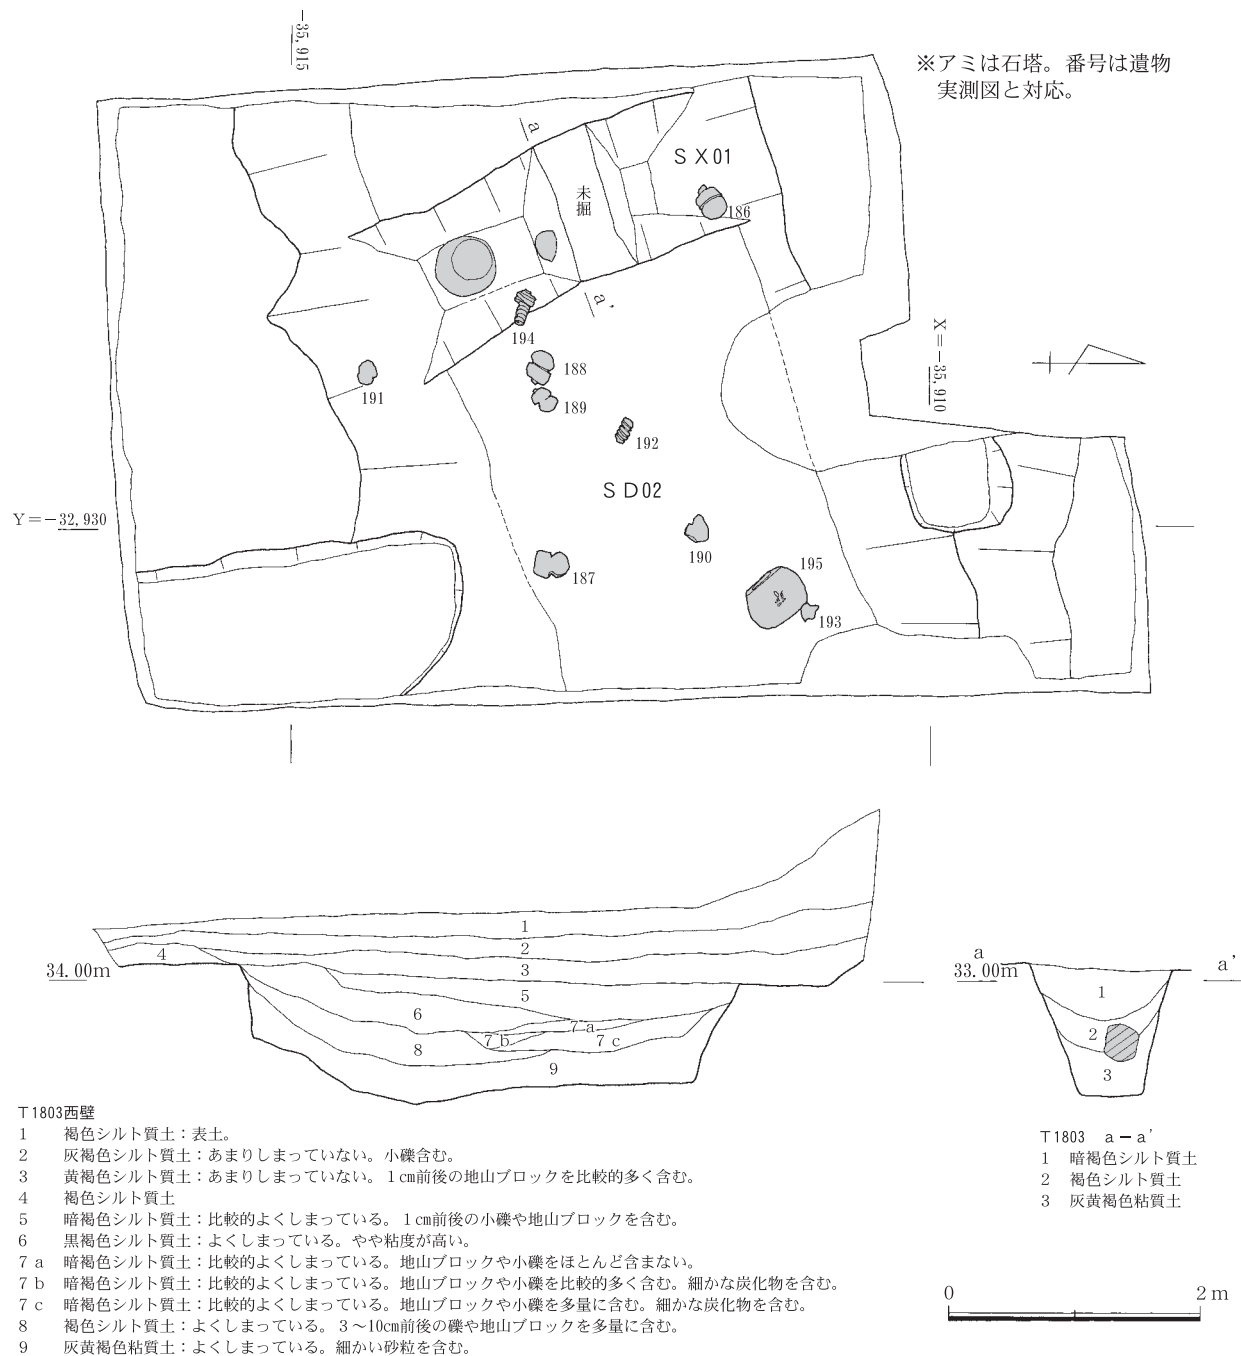 －35,915
※アミは石塔。番号は遺物
実測図と対応。
a
ＳX01
未掘
186
a’
194
188
189
191
X＝－35,910
192
ＳD02
Y＝－32,930
190
187
195
193
1
2
3
4
34.00m
5
6
7a
7b
7c
8
9
a
33.00m
a’
1
2
3
Ｔ1803西壁
1 褐色シルト質土：表土。
2 灰褐色シルト質土：あまりしまっていない。小礫含む。
3 黄褐色シルト質土：あまりしまっていない。1㎝前後の地山ブロックを比較的多く含む。
4 褐色シルト質土
5 暗褐色シルト質土：比較的よくしまっている。1㎝前後の小礫や地山ブロックを含む。
6 黒褐色シルト質土：よくしまっている。やや粘度が高い。
7a 暗褐色シルト質土：比較的よくしまっている。地山ブロックや小礫をほとんど含まない。
7b 暗褐色シルト質土：比較的よくしまっている。地山ブロックや小礫を比較的多く含む。細かな炭化物を含む。
7c 暗褐色シルト質土：比較的よくしまっている。地山ブロックや小礫を多量に含む。細かな炭化物を含む。
8 褐色シルト質土：よくしまっている。3～10㎝前後の礫や地山ブロックを多量に含む。
9 灰黄褐色粘質土：よくしまっている。細かい砂粒を含む。
Ｔ1803 a－a’
1 暗褐色シルト質土
2 褐色シルト質土
3 灰黄褐色粘質土
0 2m